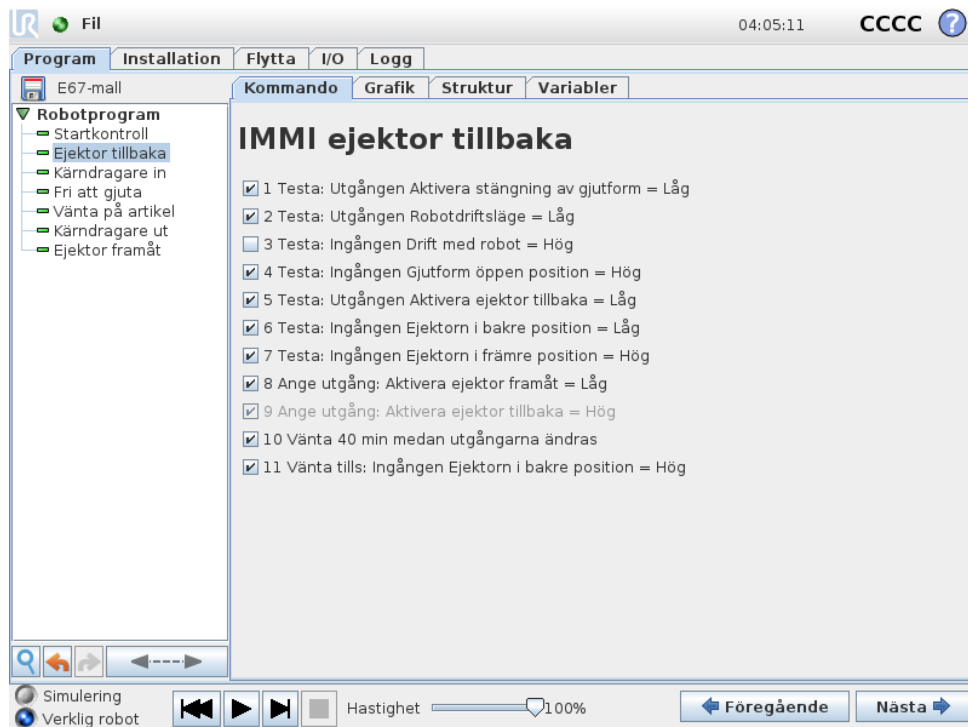 UR Fil 04:05:11 CCCC ?
Program Installation Flytta I/O Logg
E67-mall
Kommando Grafik Struktur Variabler
Robotprogram
Startkontroll
Ejektor tillbaka
Kärndragare in
Fri att gjuta
Vänta på artikel
Kärndragare ut
Ejektor framåt
IMMI ejektor tillbaka
1 Testa: Utgången Aktivera stängning av gjutform = Låg
2 Testa: Utgången Robotdriftsläge = Låg
3 Testa: Ingången Drift med robot = Hög
4 Testa: Ingången Gjutform öppen position = Hög
5 Testa: Utgången Aktivera ejektor tillbaka = Låg
6 Testa: Ingången Ejektorn i bakre position = Låg
7 Testa: Ingången Ejektorn i främre position = Hög
8 Ange utgång: Aktivera ejektor framåt = Låg
9 Ange utgång: Aktivera ejektor tillbaka = Hög
10 Vänta 40 min medan utgångarna ändras
11 Vänta tills: Ingången Ejektorn i bakre position = Hög
Simulering
Verklig robot
Hastighet 100%
Föregående Nästa